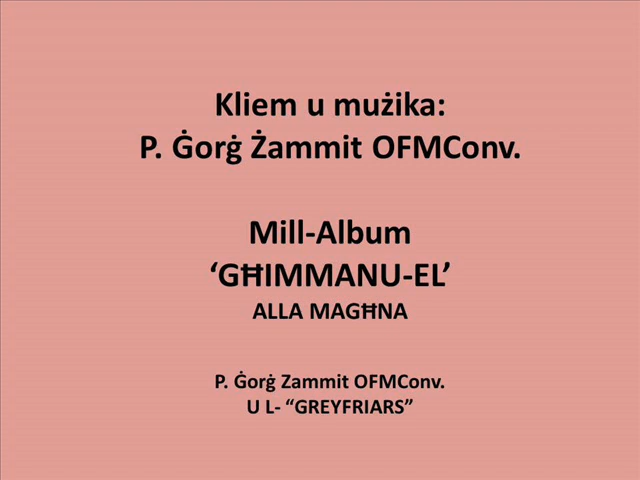 Kliem u mużika:
P. Ġorġ Żammit OFMConv.
Mill-Album
‘GĦIMMANU-EL’
ALLA MAGĦNA
P. Ġorġ Zammit OFMConv.
U L- “GREYFRIARS”